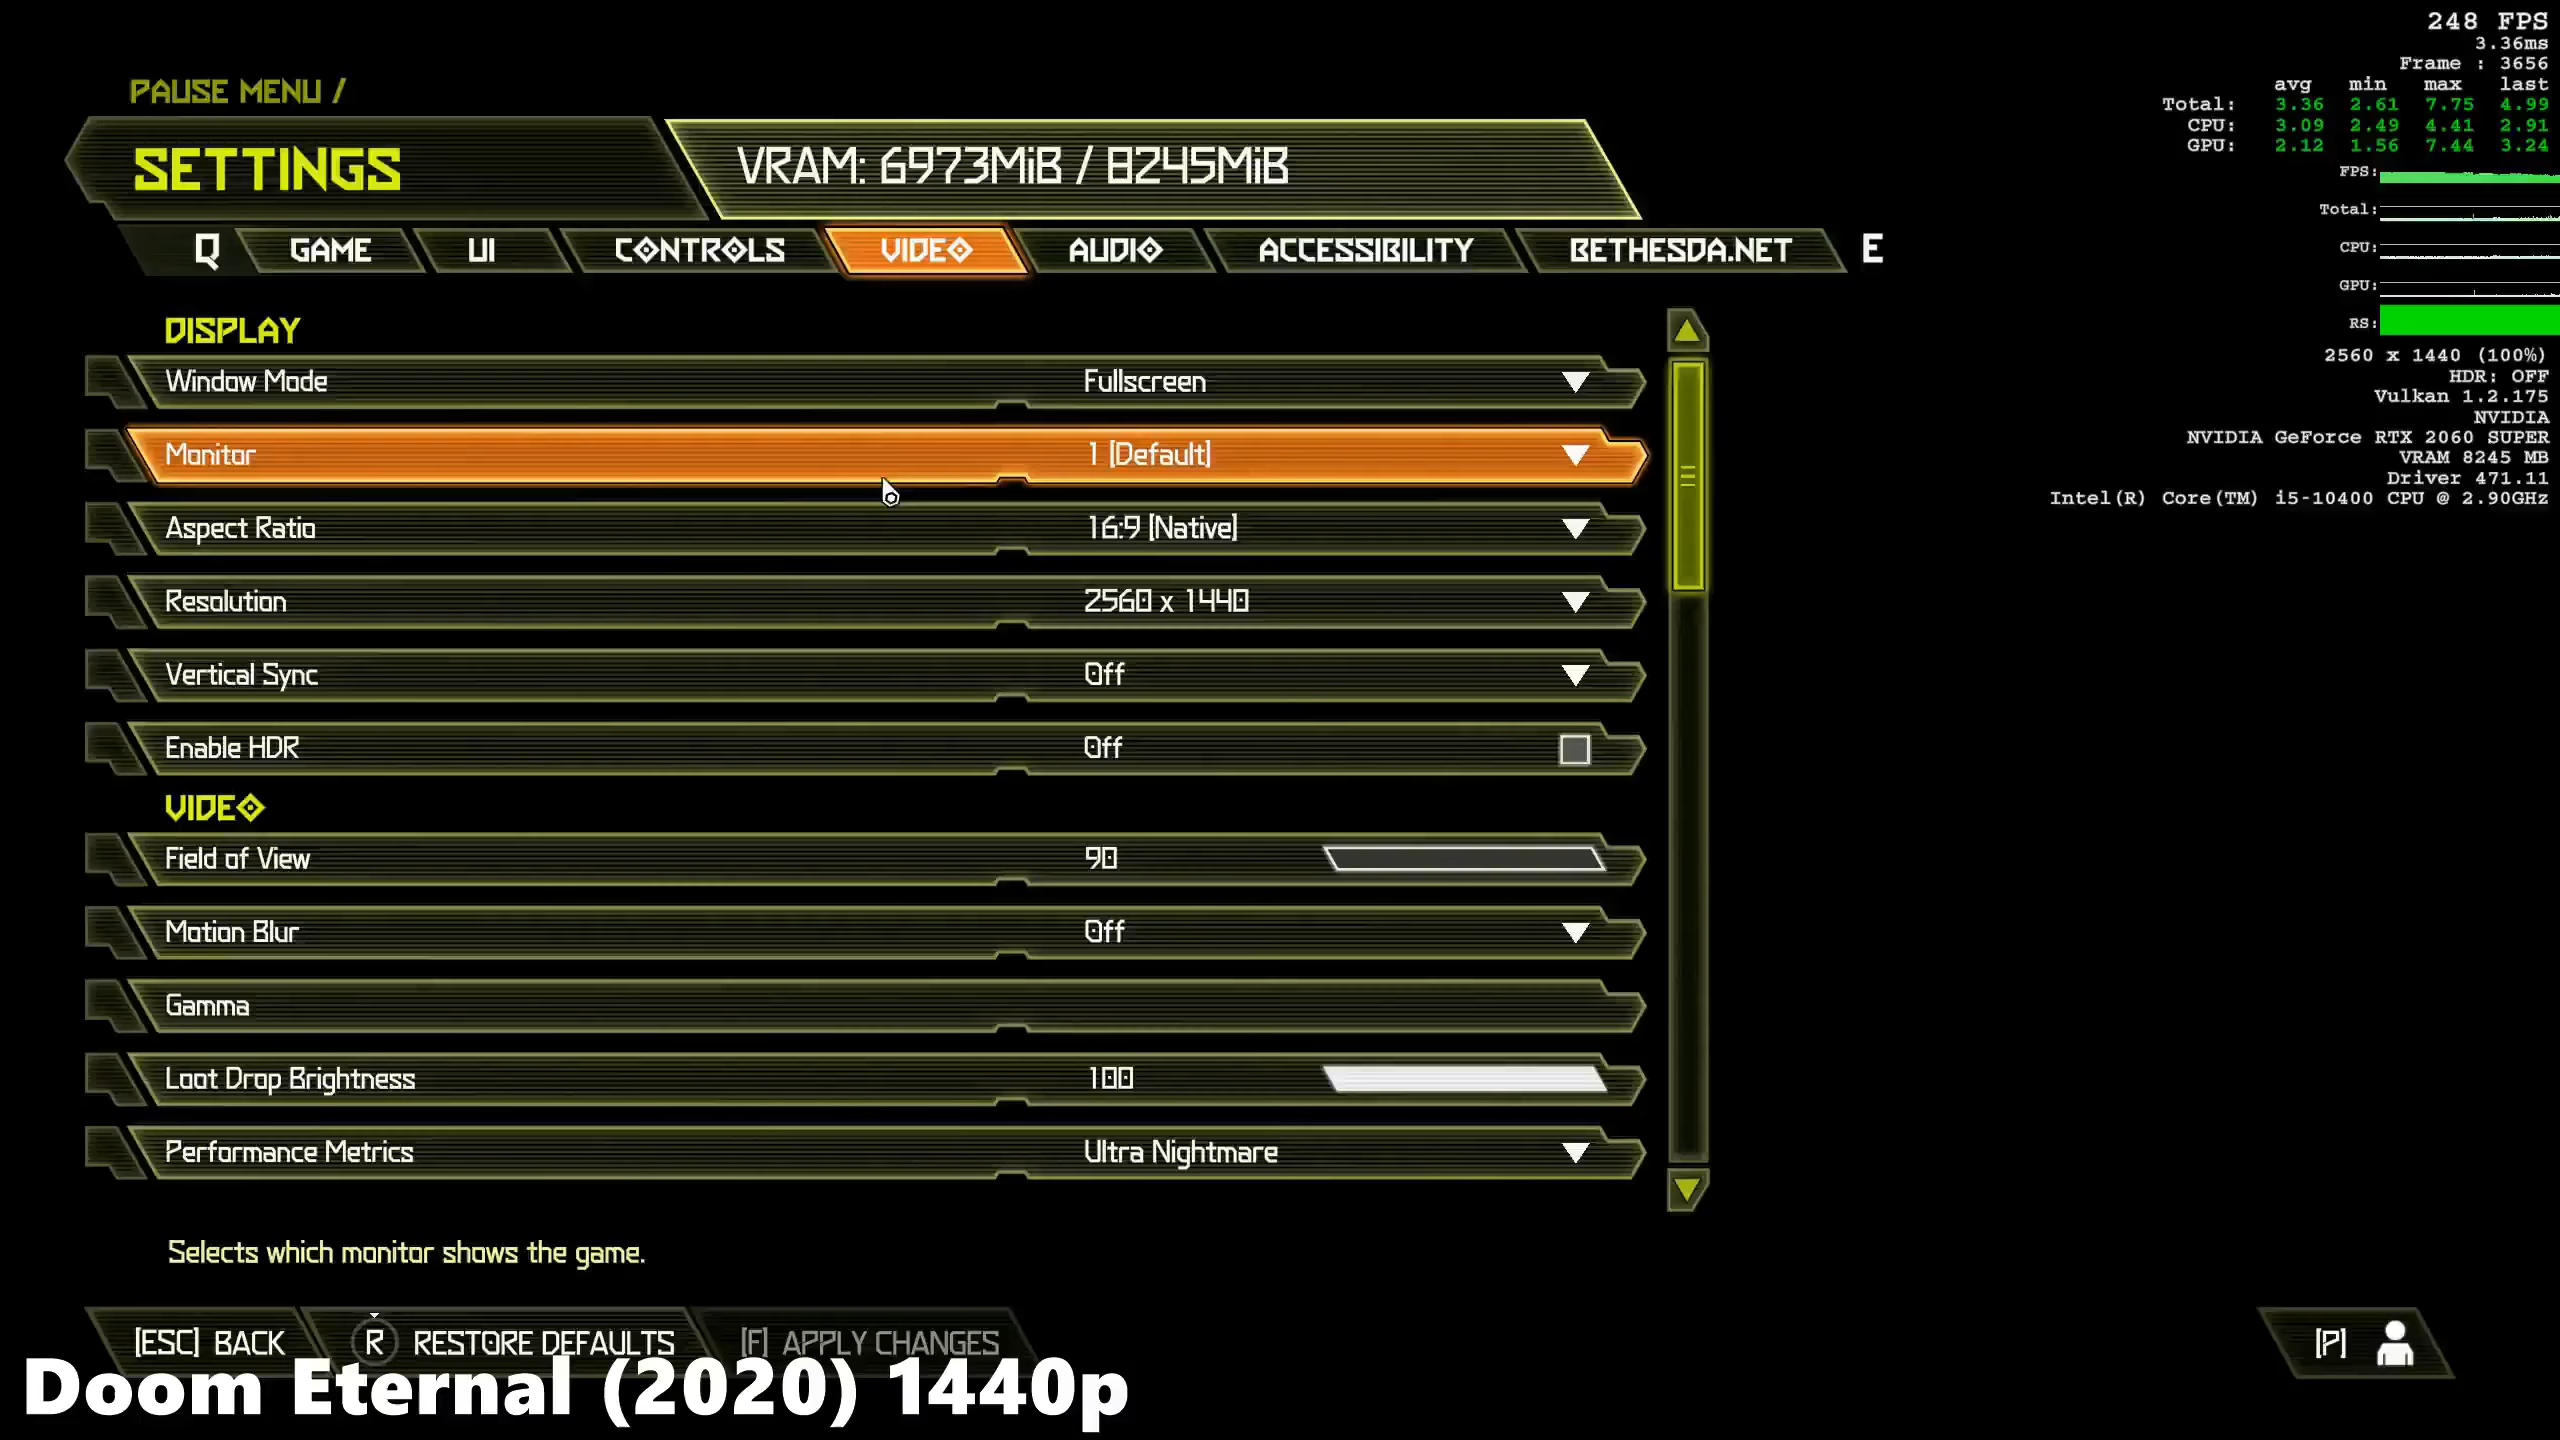 PAUSE MENU /
SETTINGS
VRAM: 6973MiB / 8245MiB
Q GAME UI CONTROLS VIDEO AUDIO ACCESSIBILITY BETHESDA.NET E
DISPLAY
Window Mode Fullscreen
Monitor 1 [Default]
Aspect Ratio 16:9 [Native]
Resolution 2560 x 1440
Vertical Sync Off
Enable HDR Off
VIDEO
Field of View 90
Motion Blur Off
Gamma
Loot Drop Brightness 100
Performance Metrics Ultra Nightmare
Selects which monitor shows the game.
[ESC] BACK R RESTORE DEFAULTS [F] APPLY CHANGES
[P]
Doom Eternal (2020) 1440p
248 FPS
3.36ms
Frame : 3656
avg min max last
Total: 3.36 2.61 7.75 4.99
CPU: 3.09 2.49 4.41 2.91
GPU: 2.12 1.56 7.44 3.24
FPS:
Total:
CPU:
GPU:
RS:
2560 x 1440 (100%)
HDR: OFF
Vulkan 1.2.175
NVIDIA
NVIDIA GeForce RTX 2060 SUPER
VRAM 8245 MB
Driver 471.11
Intel(R) Core(TM) i5-10400 CPU @ 2.90GHz